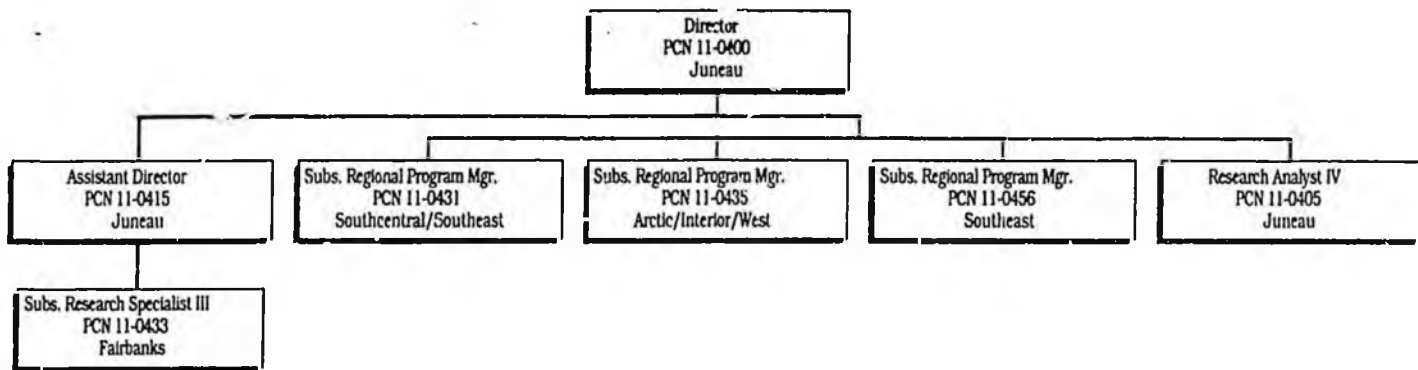 Director
PCN 11-0400
Juneau
Assistant Director
PCN 11-0415
Juneau
Subs. Regional Program Mgr.
PCN 11-0431
Southcentral/Southeast
Subs. Regional Program Mgr.
PCN 11-0435
Arctic/Interior/West
Subs. Regional Program Mgr.
PCN 11-0456
Southeast
Research Analyst IV
PCN 11-0405
Juneau
Subs. Research Specialist III
PCN 11-0433
Fairbanks